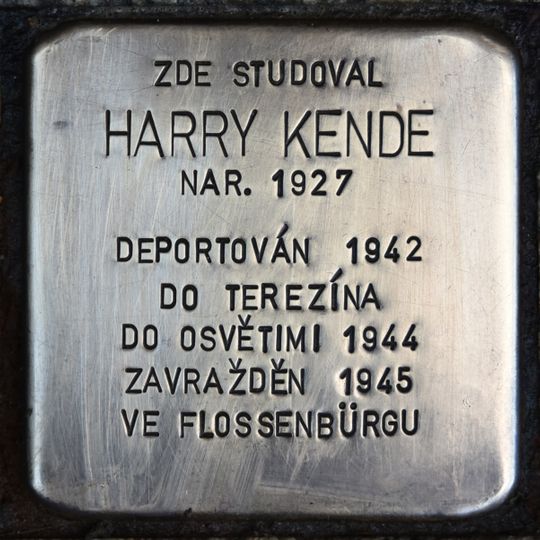 ZDE STUDOVAL
HARRY KENDE
NAR. 1927
DEPORTOVÁN 1942
DO TEREZÍNA
DO OSVĚTIMI 1944
ZAVRAŽDĚN 1945
VE FLOSSENBÜRGU